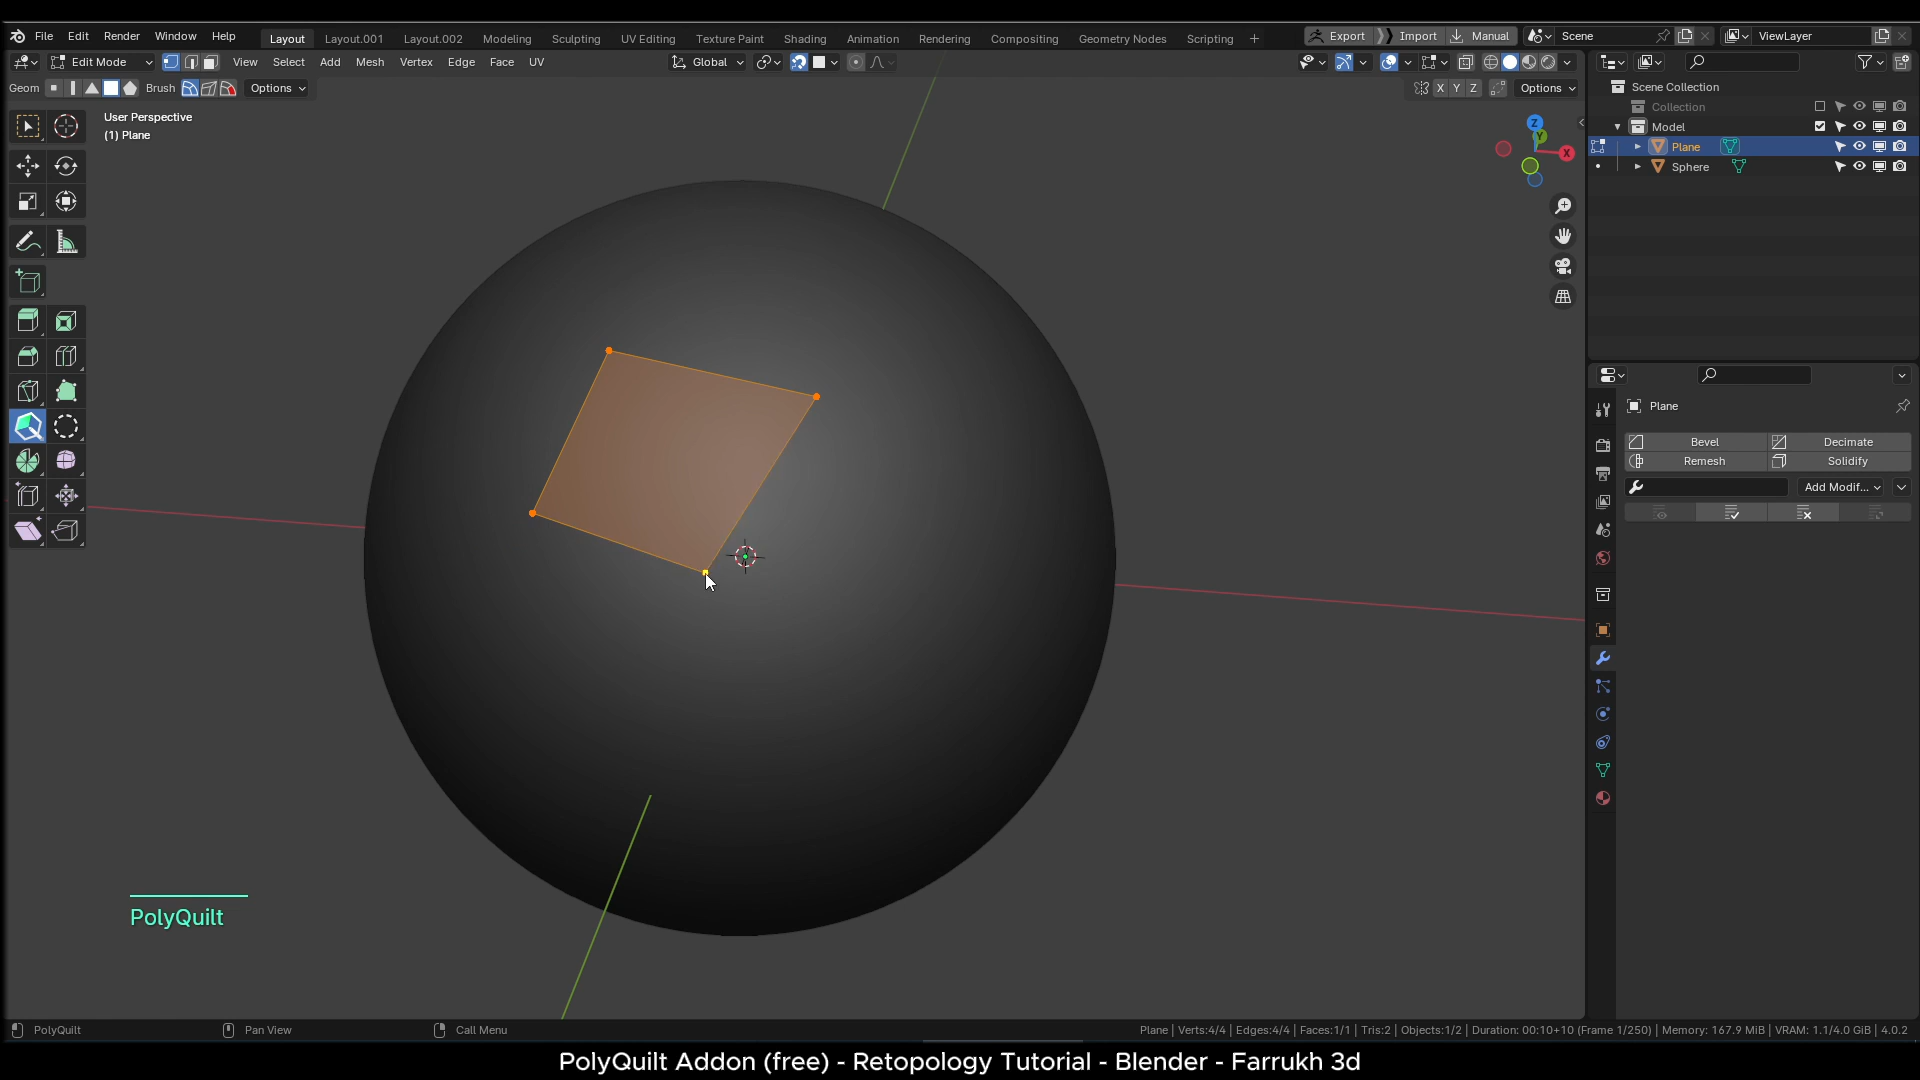 File Edit Render Window Help Layout Layout.001 Layout.002 Modeling Sculpting UV Editing Texture Paint Shading Animation Rendering Compositing Geometry Nodes Scripting + Export Import Manual Scene ViewLayer
Edit Mode View Select Add Mesh Vertex Edge Face UV Global
Geom Brush Options X Y Z Options
Scene Collection
Collection
Model
Plane
Sphere
User Perspective
(1) Plane
Z
Y
X
Plane
Bevel Decimate
Remesh Solidify
Add Modif...
PolyQuilt
PolyQuilt Pan View Call Menu Plane | Verts:4/4 | Edges:4/4 | Faces:1/1 | Tris:2 | Objects:1/2 | Duration: 00:10+10 (Frame 1/250) | Memory: 167.9 MiB | VRAM: 1.1/4.0 GiB | 4.0.2
PolyQuilt Addon (free) - Retopology Tutorial - Blender - Farrukh 3d